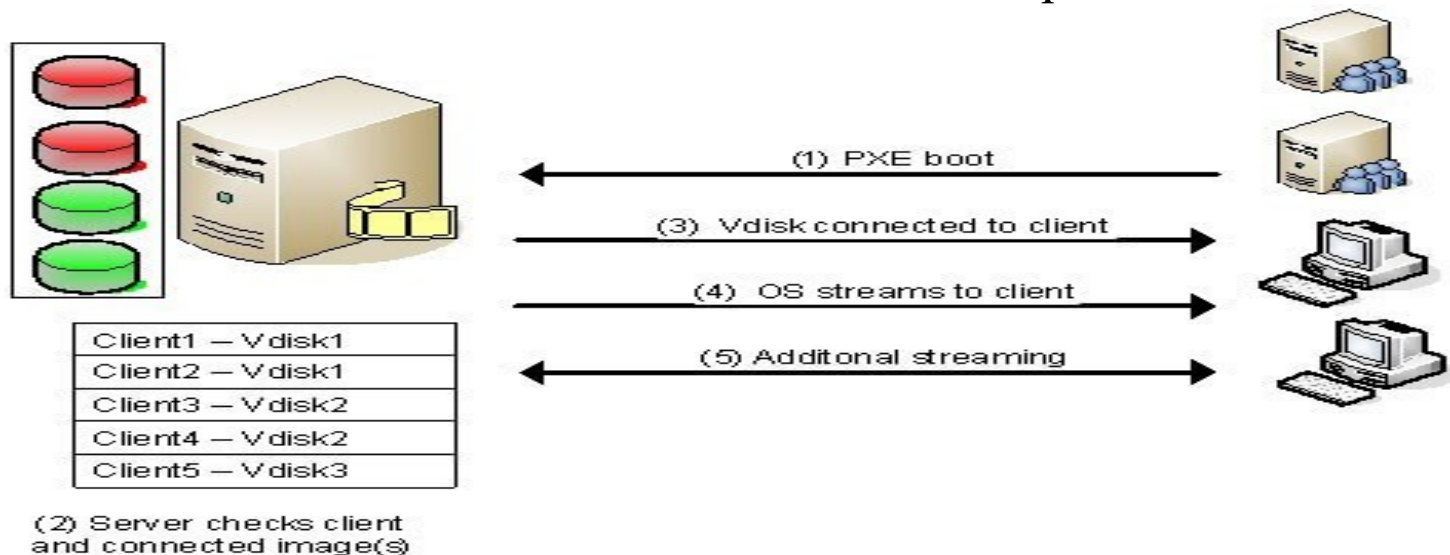 (1) PXE boot
(3) Vdisk connected to client
(4) OS streams to client
(5) Additonal streaming
Client1 – Vdisk1
Client2 – Vdisk1
Client3 – Vdisk2
Client4 – Vdisk2
Client5 – Vdisk3
(2) Server checks client
and connected image(s)